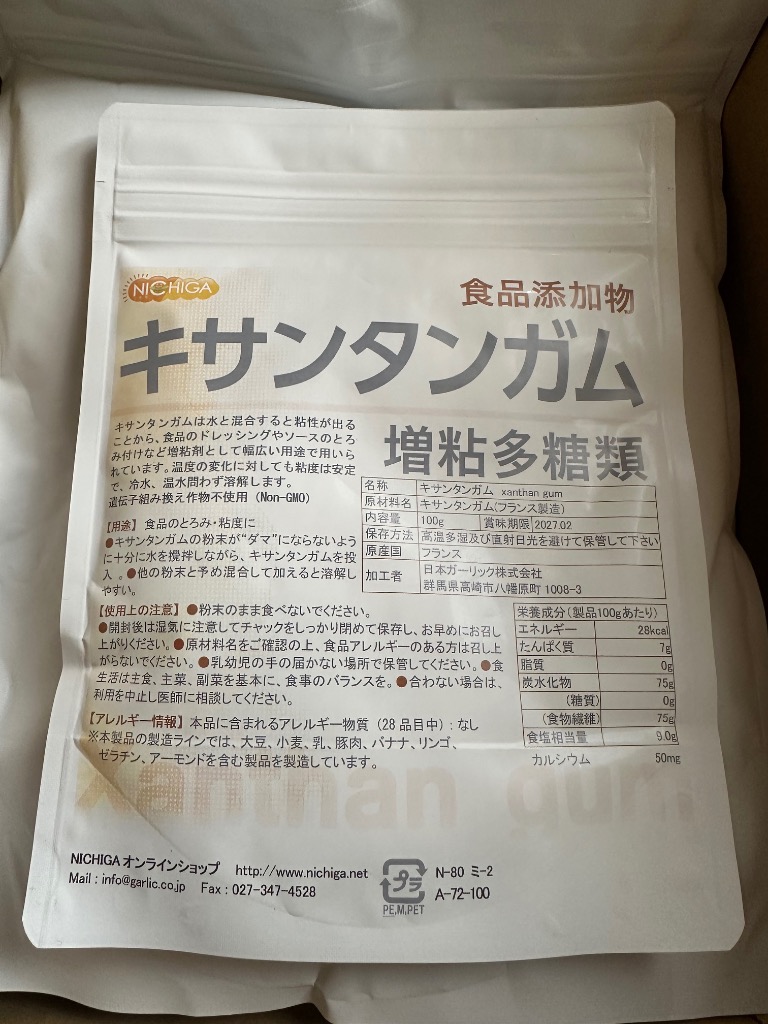 NICHIGA
食品添加物
キサンタンガム
増粘多糖類
キサンタンガムは水と混合すると粘性が出る
ことから、食品のドレッシングやソースのとろ
み付けなど増粘剤として幅広い用途で用いら
れています。温度の変化に対しても粘度は安定
で、冷水、温水問わず溶解します。
遺伝子組み換え作物不使用（Non-GMO）
【用途】 食品のとろみ・粘度に
●キサンタンガムの粉末が“ダマ”にならないよう
に十分に水を攪拌しながら、キサンタンガムを投
入 。●他の粉末と予め混合して加えると溶解し
やすい。
名称 キサンタンガム xanthan gum
原材料名 キサンタンガム(フランス製造)
内容量 100g 賞味期限 2027.02
保存方法 高温多湿及び直射日光を避けて保管して下さい
原産国 フランス
加工者 日本ガーリック株式会社
群馬県高崎市八幡原町 1008-3
【使用上の注意】 ●粉末のまま食べないでください。
●開封後は湿気に注意してチャックをしっかり閉めて保存し、お早めにお召し
上がりください。●原材料名をご確認の上、食品アレルギーのある方は召し上
がらないでください。●乳幼児の手の届かない場所で保管してください。●食
生活は主食、主菜、副菜を基本に、食事のバランスを。●合わない場合は、
利用を中止し医師に相談してください。
【アレルギー情報】 本品に含まれるアレルギー物質（28品目中）: なし
※本製品の製造ラインでは、大豆、小麦、乳、豚肉、バナナ、リンゴ、
ゼラチン、アーモンドを含む製品を製造しています。
栄養成分（製品100gあたり）
エネルギー 28kcal
たんぱく質 7g
脂質 0g
炭水化物 75g
(糖質) 0g
(食物繊維) 75g
食塩相当量 9.0g
カルシウム 50mg
xanthan gum
NICHIGA オンラインショップ http://www.nichiga.net
Mail : info@garlic.co.jp Fax : 027-347-4528
プラ
PE,M,PET
N-80 ミ-2
A-72-100